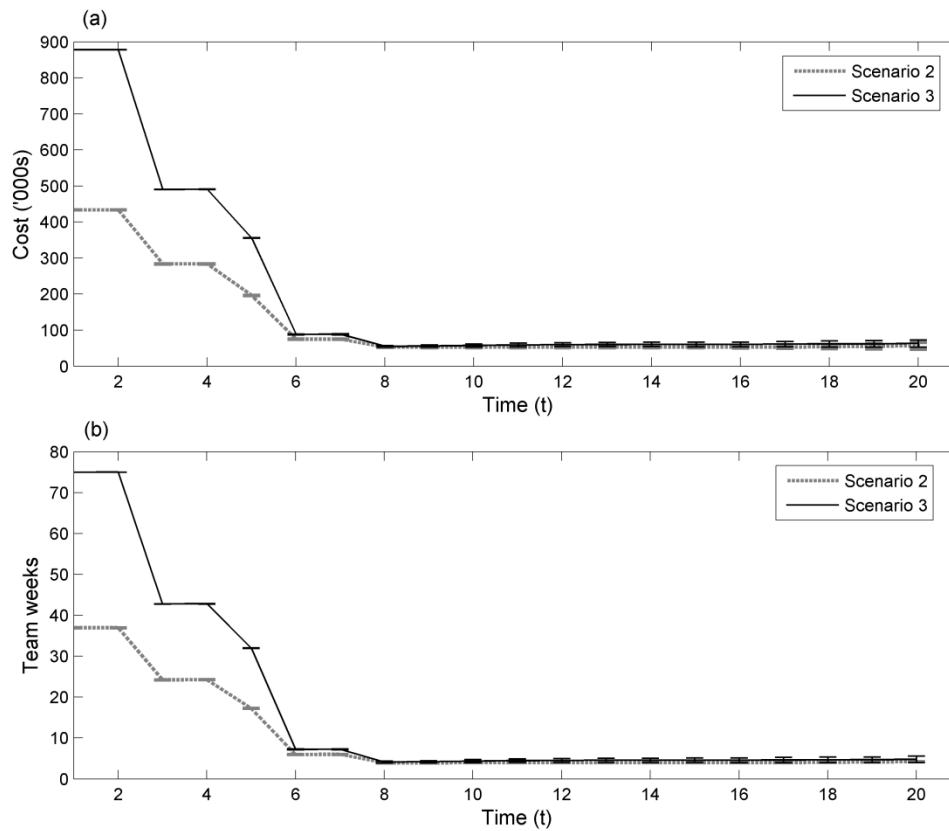 (a)
900
800
700
600
500
400
300
200
100
0
Cost ('000s)
Scenario 2
Scenario 3
2 4 6 8 10 12 14 16 18 20
Time (t)
(b)
80
70
60
50
40
30
20
10
0
Team weeks
Scenario 2
Scenario 3
2 4 6 8 10 12 14 16 18 20
Time (t)